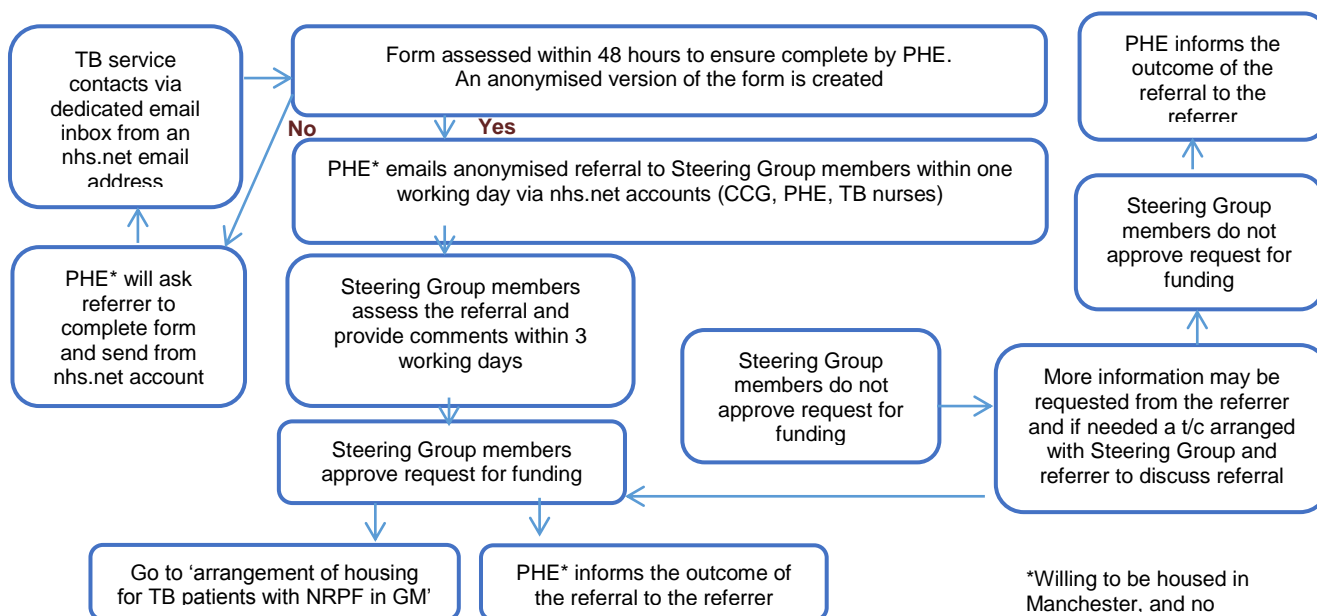 TB service
contacts via
dedicated email
inbox from an
nhs.net email
address
Form assessed within 48 hours to ensure complete by PHE.
An anonymised version of the form is created
No
Yes
PHE* emails anonymised referral to Steering Group members within one
working day via nhs.net accounts (CCG, PHE, TB nurses)
PHE* will ask
referrer to
complete form
and send from
nhs.net account
Steering Group members
assess the referral and
provide comments within 3
working days
Steering Group members
approve request for funding
Go to ‘arrangement of housing
for TB patients with NRPF in GM’
PHE* informs the outcome of
the referral to the referrer
Steering Group
members do not
approve request for
funding
More information may be
requested from the referrer
and if needed a t/c arranged
with Steering Group and
referrer to discuss referral
Steering Group
members do not
approve request for
funding
PHE informs the
outcome of the
referral to the
referrer
*Willing to be housed in
Manchester, and no